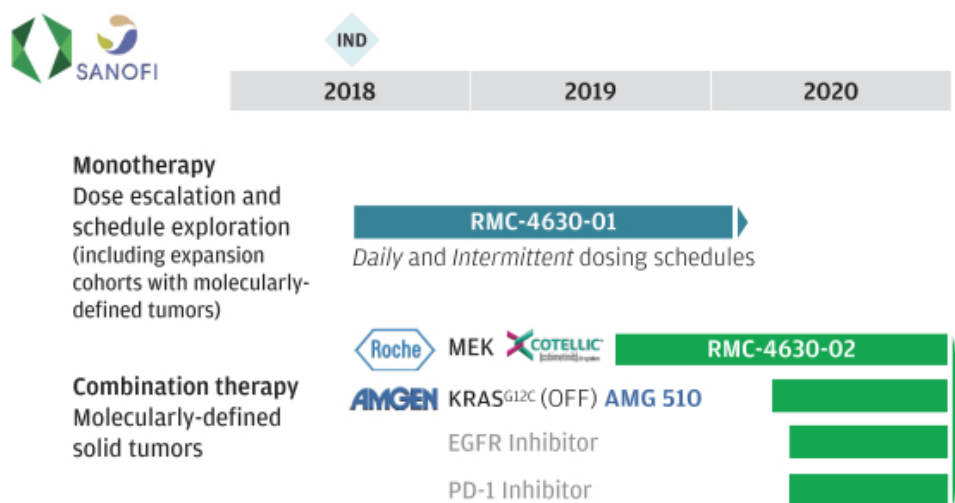 SANOFI
IND
2018 2019 2020
Monotherapy
Dose escalation and
schedule exploration
(including expansion
cohorts with molecularly-
defined tumors)
RMC-4630-01
Daily and Intermittent dosing schedules
Roche MEK COTELLIC RMC-4630-02
Combination therapy
Molecularly-defined
solid tumors
AMGEN KRASG12C (OFF) AMG 510
EGFR Inhibitor
PD-1 Inhibitor